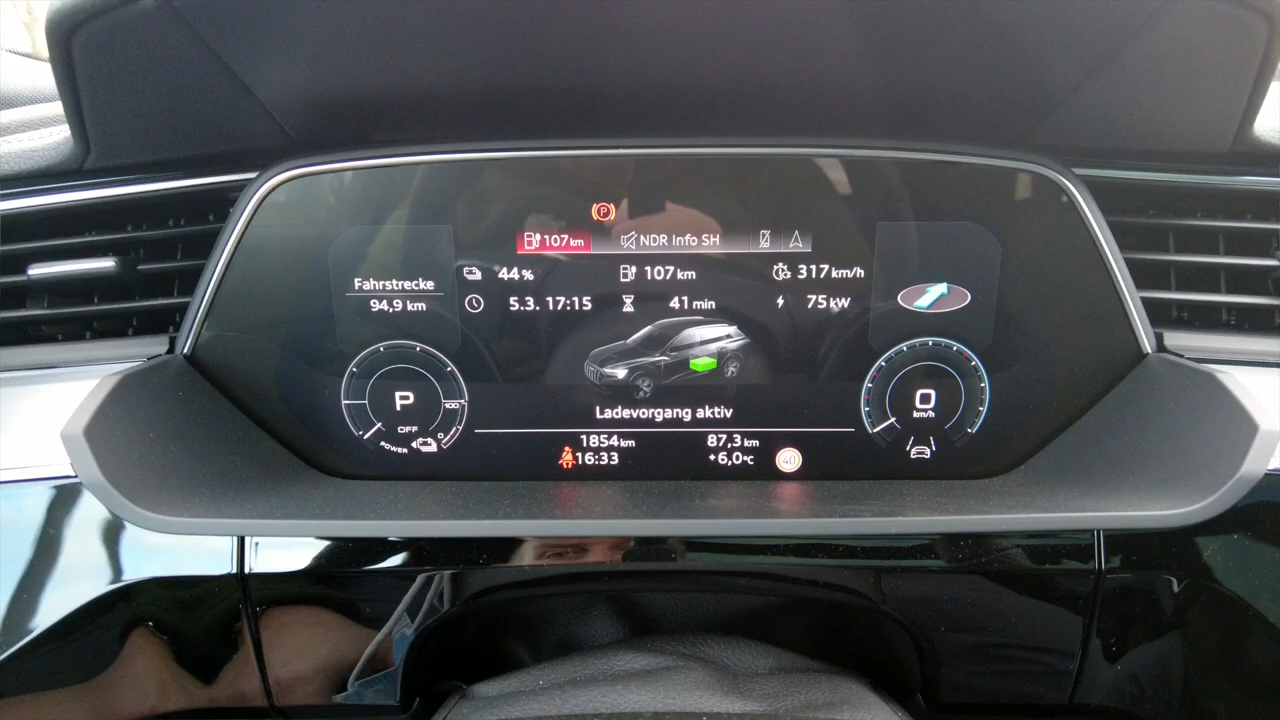 P
107 km NDR Info SH
44 % 107 km 317 km/h
5.3. 17:15 41 min 75 kW
Fahrstrecke
94,9 km
P
OFF
POWER
100
0
0
km/h
Ladevorgang aktiv
1854 km 87,3 km
16:33 +6,0 °C 40